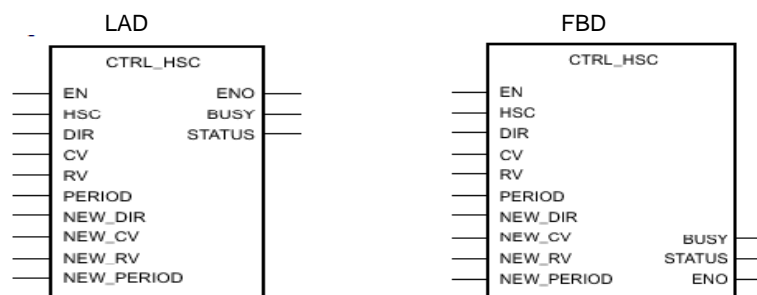 LAD
CTRL_HSC
EN ENO
HSC BUSY
DIR STATUS
CV
RV
PERIOD
NEW_DIR
NEW_CV
NEW_RV
NEW_PERIOD
FBD
CTRL_HSC
EN
HSC
DIR
CV
RV
PERIOD
NEW_DIR
NEW_CV BUSY
NEW_RV STATUS
NEW_PERIOD ENO